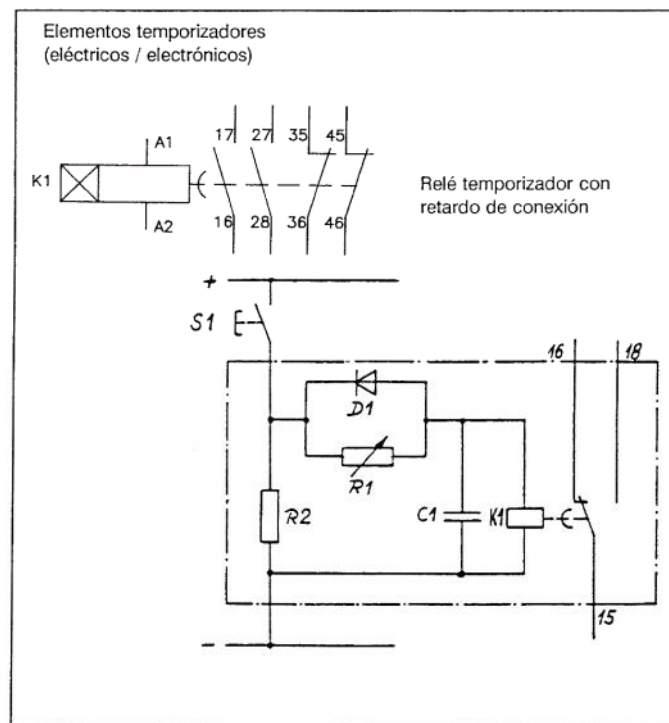 Elementos temporizadores
(eléctricos / electrónicos)
A1
17 27 35 45
K1
A2
16 28 36 46
Relé temporizador con
retardo de conexión
+
S1
16 18
D1
R1
R2
C1
K1
15
-